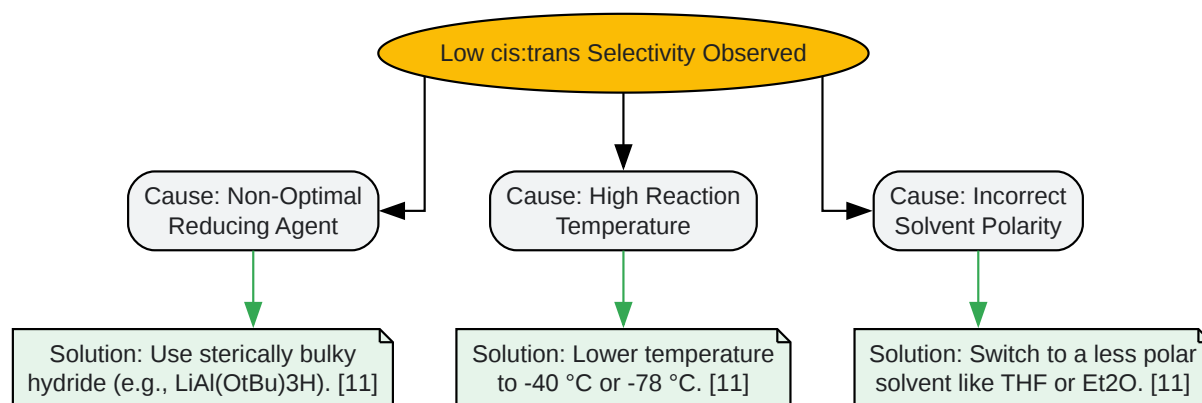 Low cis:trans Selectivity Observed
Cause: Non-Optimal
Reducing Agent
Cause: High Reaction
Temperature
Cause: Incorrect
Solvent Polarity
Solution: Use sterically bulky
hydride (e.g., LiAl(OtBu)3H). [11]
Solution: Lower temperature
to -40 °C or -78 °C. [11]
Solution: Switch to a less polar
solvent like THF or Et2O. [11]